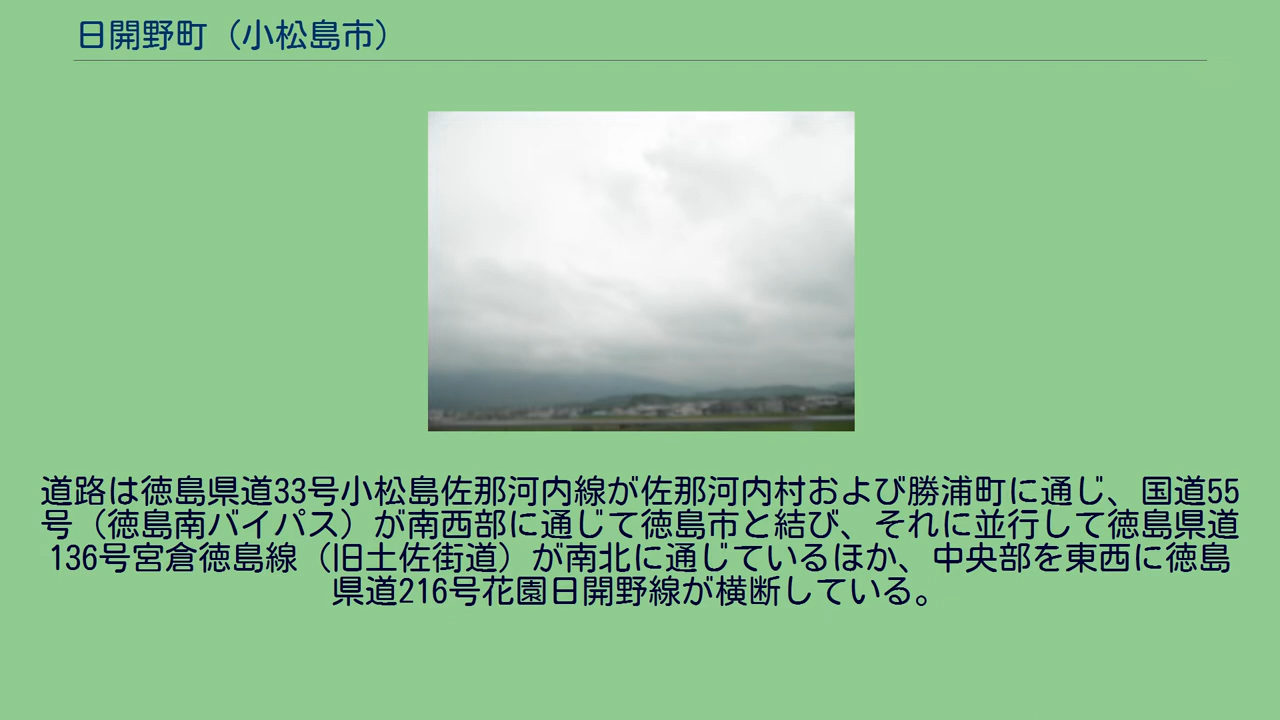 日開野町（小松島市）
道路は徳島県道33号小松島佐那河内線が佐那河内村および勝浦町に通じ、国道55
号（徳島南バイパス）が南西部に通じて徳島市と結び、それに並行して徳島県道
136号宮倉徳島線（旧土佐街道）が南北に通じているほか、中央部を東西に徳島
県道216号花園日開野線が横断している。